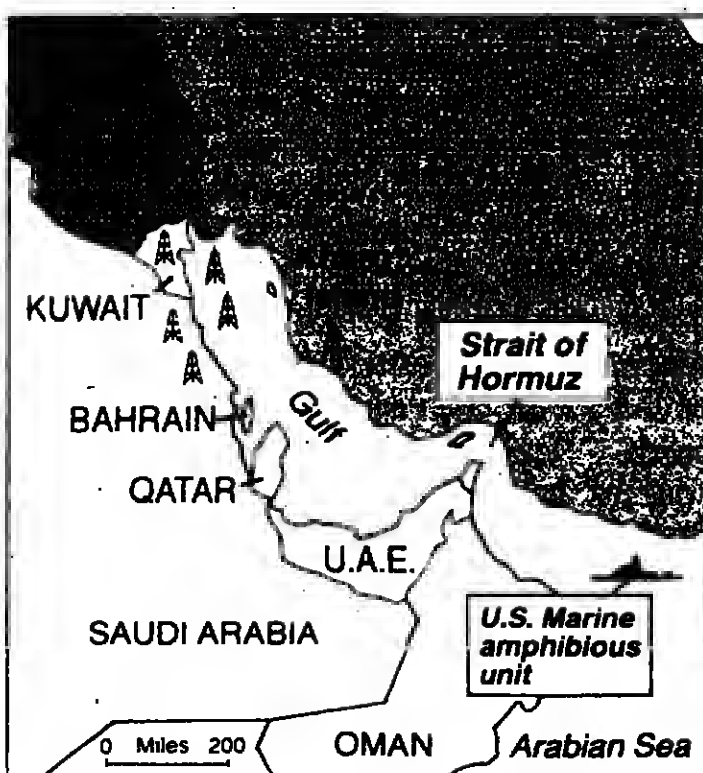 KUWAIT
Strait of
Hormuz
Gulf
BAHRAIN
QATAR
U.A.E.
U.S. Marine
amphibious
unit
SAUDI ARABIA
0 Miles 200
OMAN
Arabian Sea